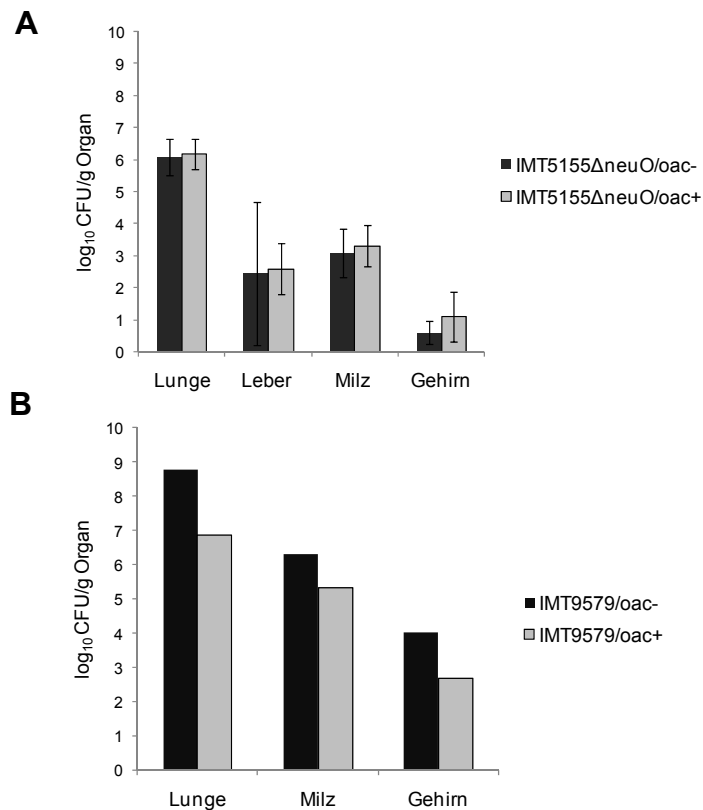 A
log₁₀ CFU/g Organ
10
9
8
7
6
5
4
3
2
1
0
Lunge Leber Milz Gehirn
IMT5155ΔneuO/oac-
IMT5155ΔneuO/oac+
B
log₁₀ CFU/g Organ
10
9
8
7
6
5
4
3
2
1
0
Lunge Milz Gehirn
IMT9579/oac-
IMT9579/oac+